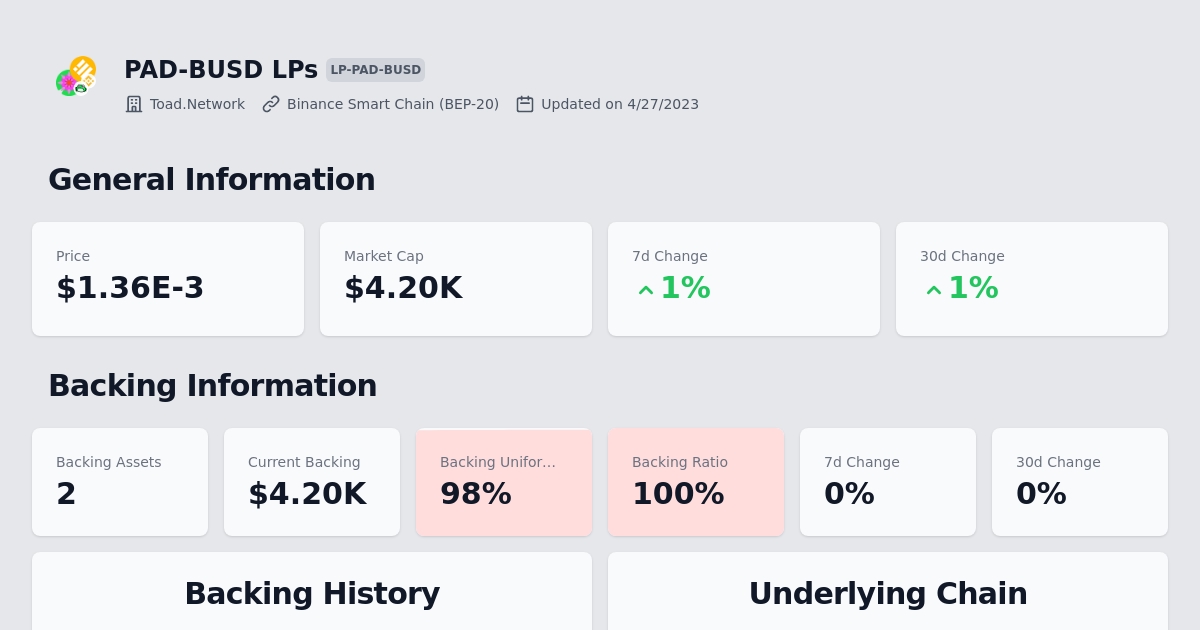 PAD-BUSD LPs LP-PAD-BUSD
Toad.Network Binance Smart Chain (BEP-20) Updated on 4/27/2023
General Information
Price Market Cap 7d Change 30d Change
$1.36E-3 $4.20K 1% 1%
Backing Information
Backing Assets Current Backing Backing Unifor... Backing Ratio 7d Change 30d Change
2 $4.20K 98% 100% 0% 0%
Backing History Underlying Chain